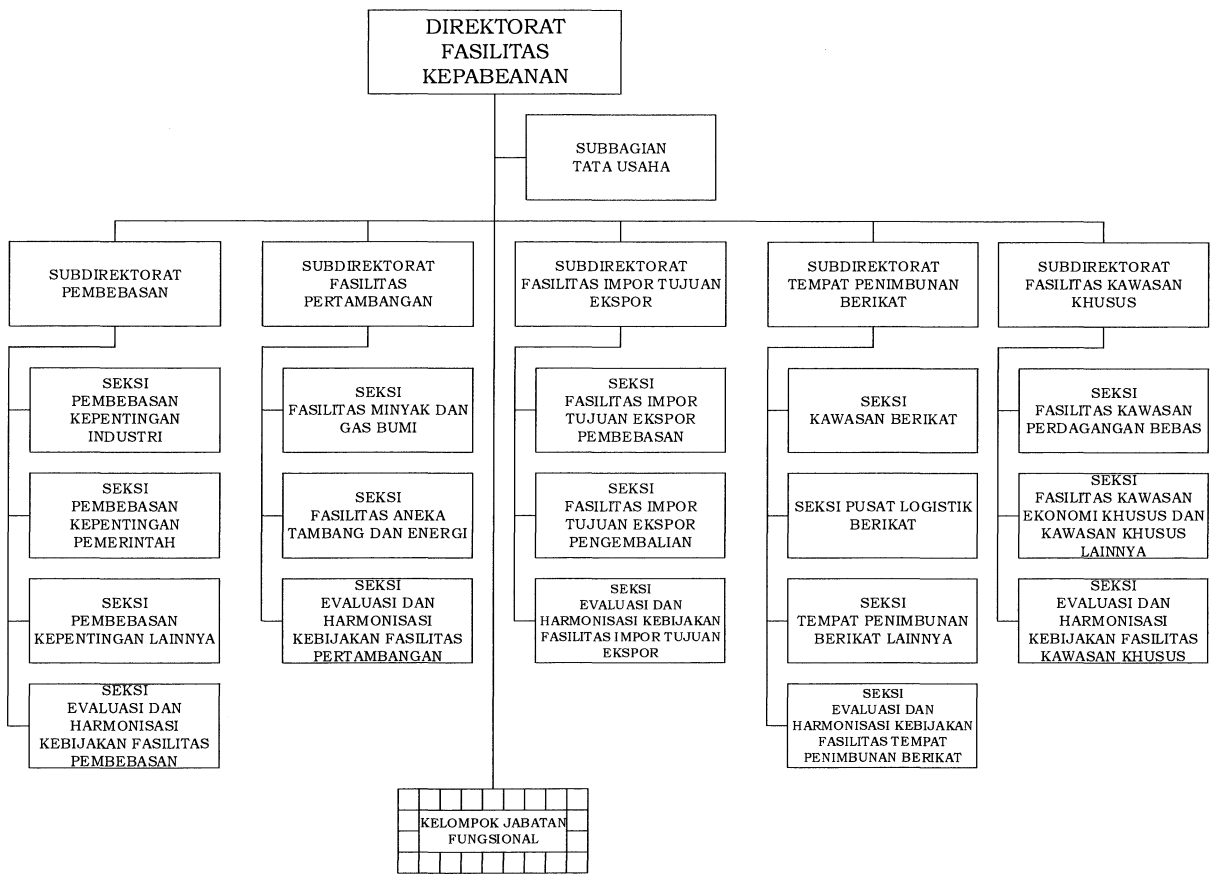 DIREKTORAT
FASILITAS
KEPABEANAN
SUBBAGIAN
TATA USAHA
SUBDIREKTORAT
PEMBEBASAN
SEKSI
PEMBEBASAN
KEPENTINGAN
INDUSTRI
SEKSI
PEMBEBASAN
KEPENTINGAN
PEMERINTAH
SEKSI
PEMBEBASAN
KEPENTINGAN LAINNYA
SEKSI
EVALUASI DAN
HARMONISASI
KEBIJAKAN FASILITAS
PEMBEBASAN
SUBDIREKTORAT
FASILITAS
PERTAMBANGAN
SEKSI
FASILITAS MINYAK DAN
GAS BUMI
SEKSI
FASILITAS ANEKA
TAMBANG DAN ENERGI
SEKSI
EVALUASI DAN
HARMONISASI
KEBIJAKAN FASILITAS
PERTAMBANGAN
SUBDIREKTORAT
FASILITAS IMPOR TUJUAN
EKSPOR
SEKSI
FASILITAS IMPOR
TUJUAN EKSPOR
PEMBEBASAN
SEKSI
FASILITAS IMPOR
TUJUAN EKSPOR
PENGEMBALIAN
SEKSI
EVALUASI DAN
HARMONISASI KEBIJAKAN
FASILITAS IMPOR TUJUAN
EKSPOR
SUBDIREKTORAT
TEMPAT PENIMBUNAN
BERIKAT
SEKSI
KAWASAN BERIKAT
SEKSI PUSAT LOGISTIK
BERIKAT
SEKSI
TEMPAT PENIMBUNAN
BERIKAT LAINNYA
SEKSI
EVALUASI DAN
HARMONISASI KEBIJAKAN
FASILITAS TEMPAT
PENIMBUNAN BERIKAT
SUBDIREKTORAT
FASILITAS KAWASAN
KHUSUS
SEKSI
FASILITAS KAWASAN
PERDAGANGAN BEBAS
SEKSI
FASILITAS KAWASAN
EKONOMI KHUSUS DAN
KAWASAN KHUSUS
LAINNYA
SEKSI
EVALUASI DAN
HARMONISASI
KEBIJAKAN FASILITAS
KAWASAN KHUSUS
KELOMPOK JABATAN
FUNGSIONAL